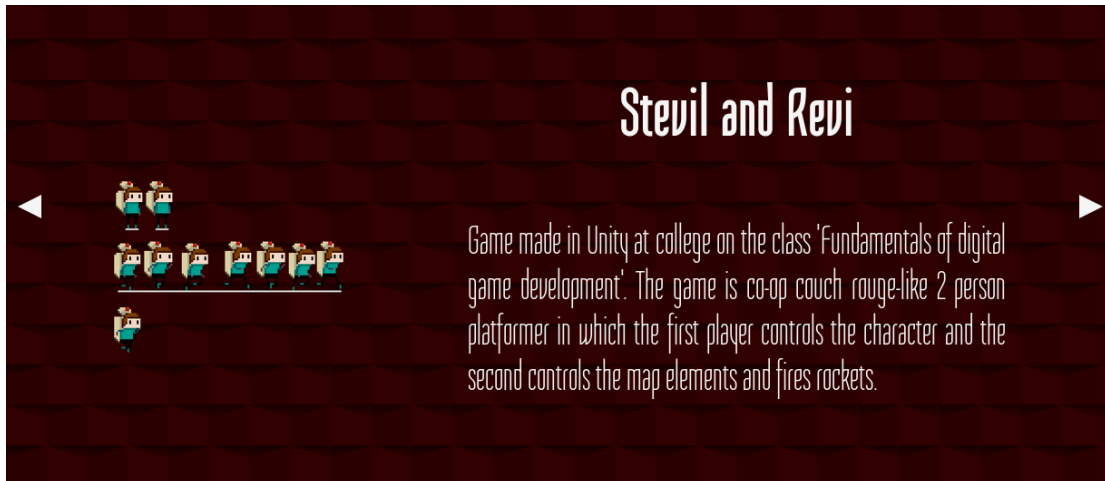 Stevil and Revi
Game made in Unity at college on the class 'Fundamentals of digital
game development'. The game is co-op couch rouge-like 2 person
platformer in which the first player controls the character and the
second controls the map elements and fires rockets.